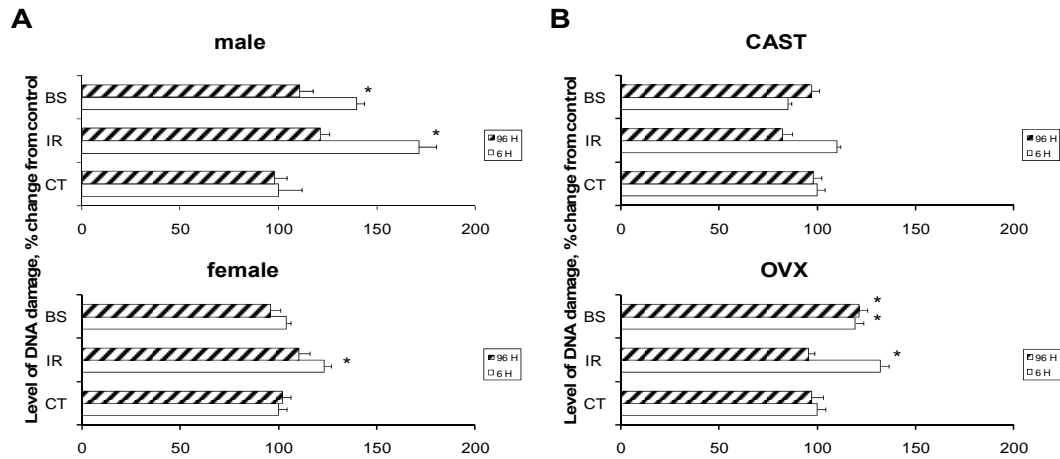 A
male
Level of DNA damage, % change from control
BS
*
IR
*
CT
96 H
6 H
0 50 100 150 200
female
BS
IR
*
CT
96 H
6 H
0 50 100 150 200
B
CAST
Level of DNA damage, % change from control
BS
IR
CT
96 H
6 H
0 50 100 150 200
OVX
BS
*
*
IR
*
CT
96 H
6 H
0 50 100 150 200